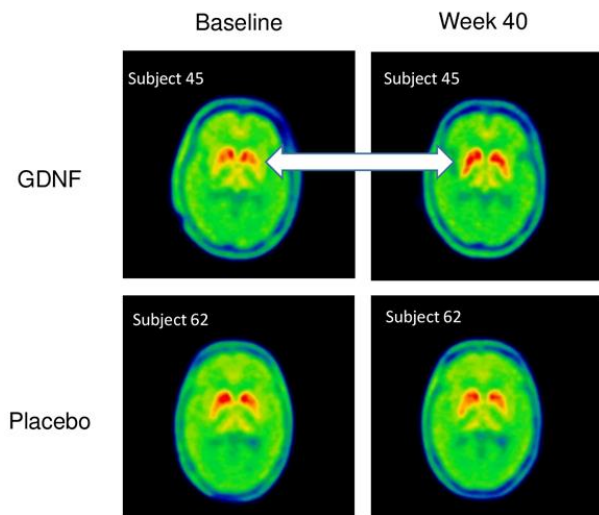 Baseline
Week 40
Subject 45
Subject 45
GDNF
Subject 62
Subject 62
Placebo